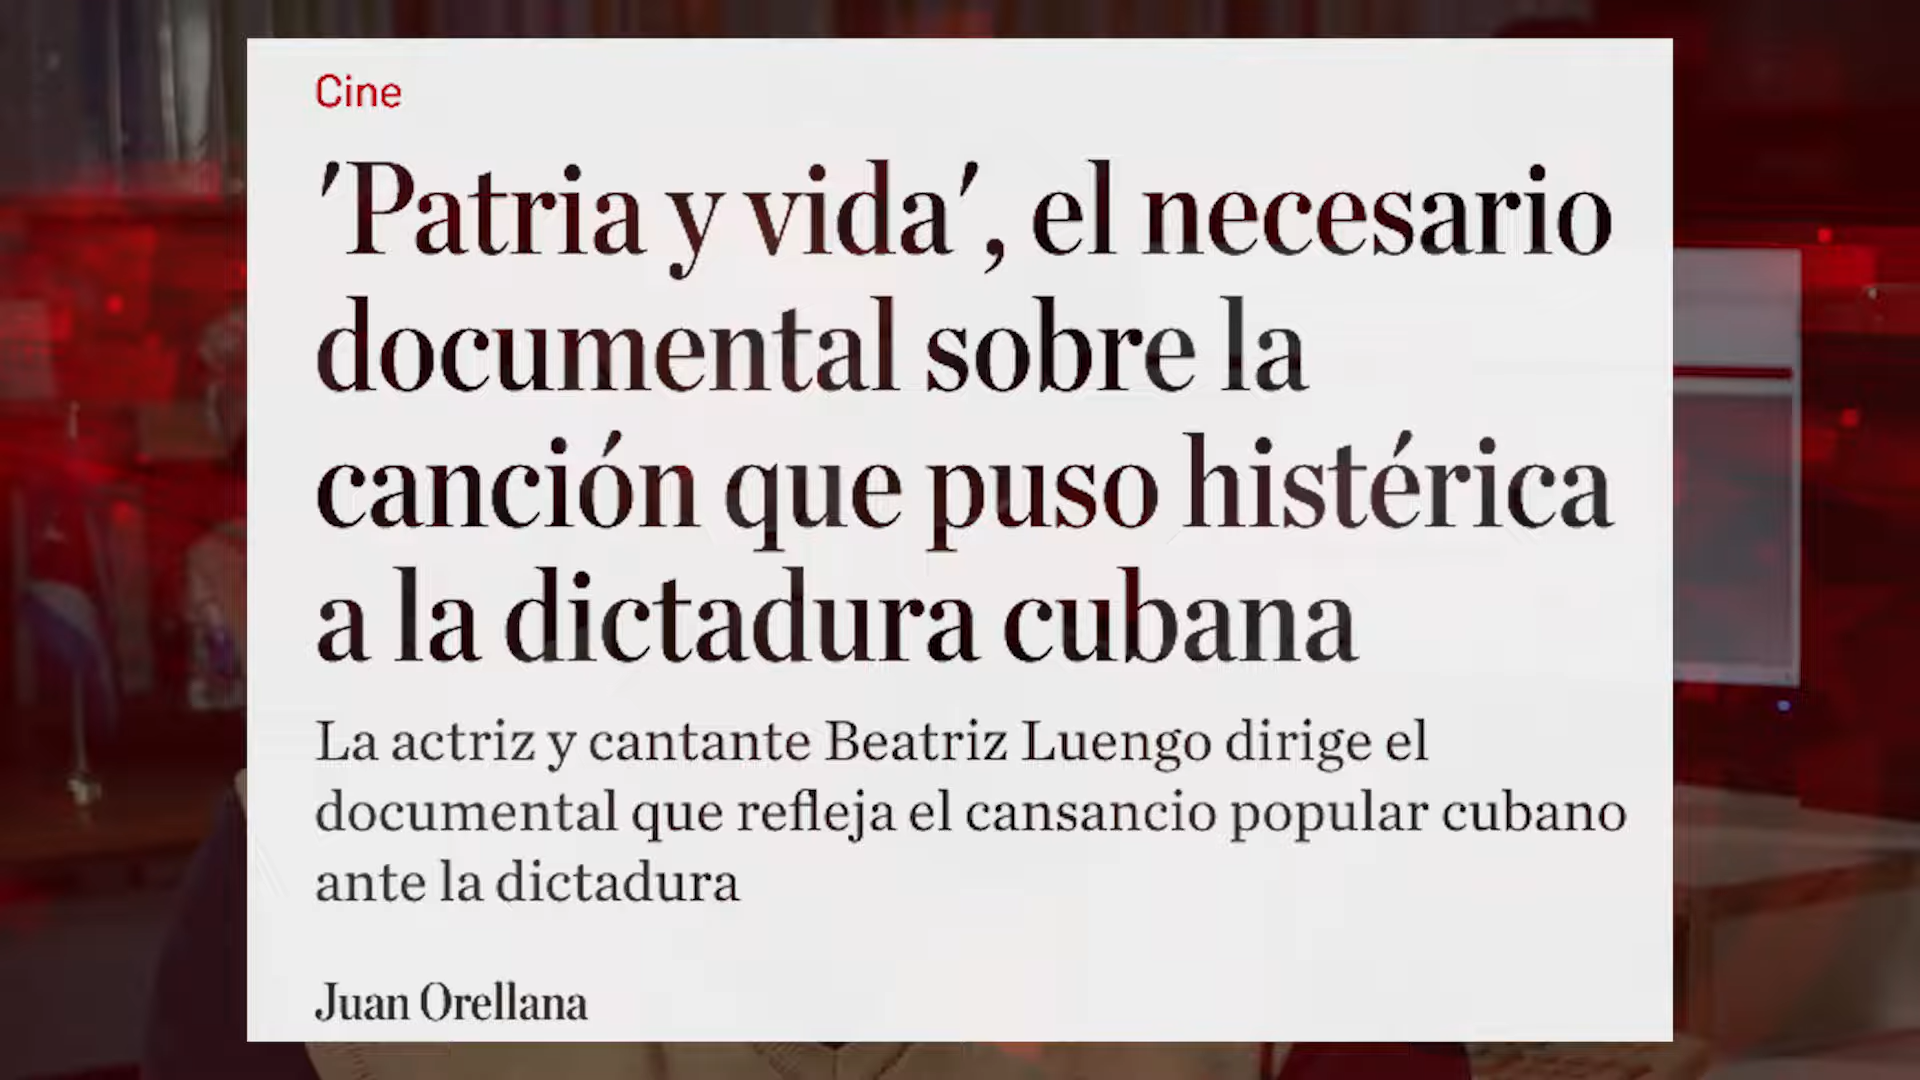 Cine
'Patria y vida', el necesario
documental sobre la
canción que puso histérica
a la dictadura cubana
La actriz y cantante Beatriz Luengo dirige el
documental que refleja el cansancio popular cubano
ante la dictadura
Juan Orellana